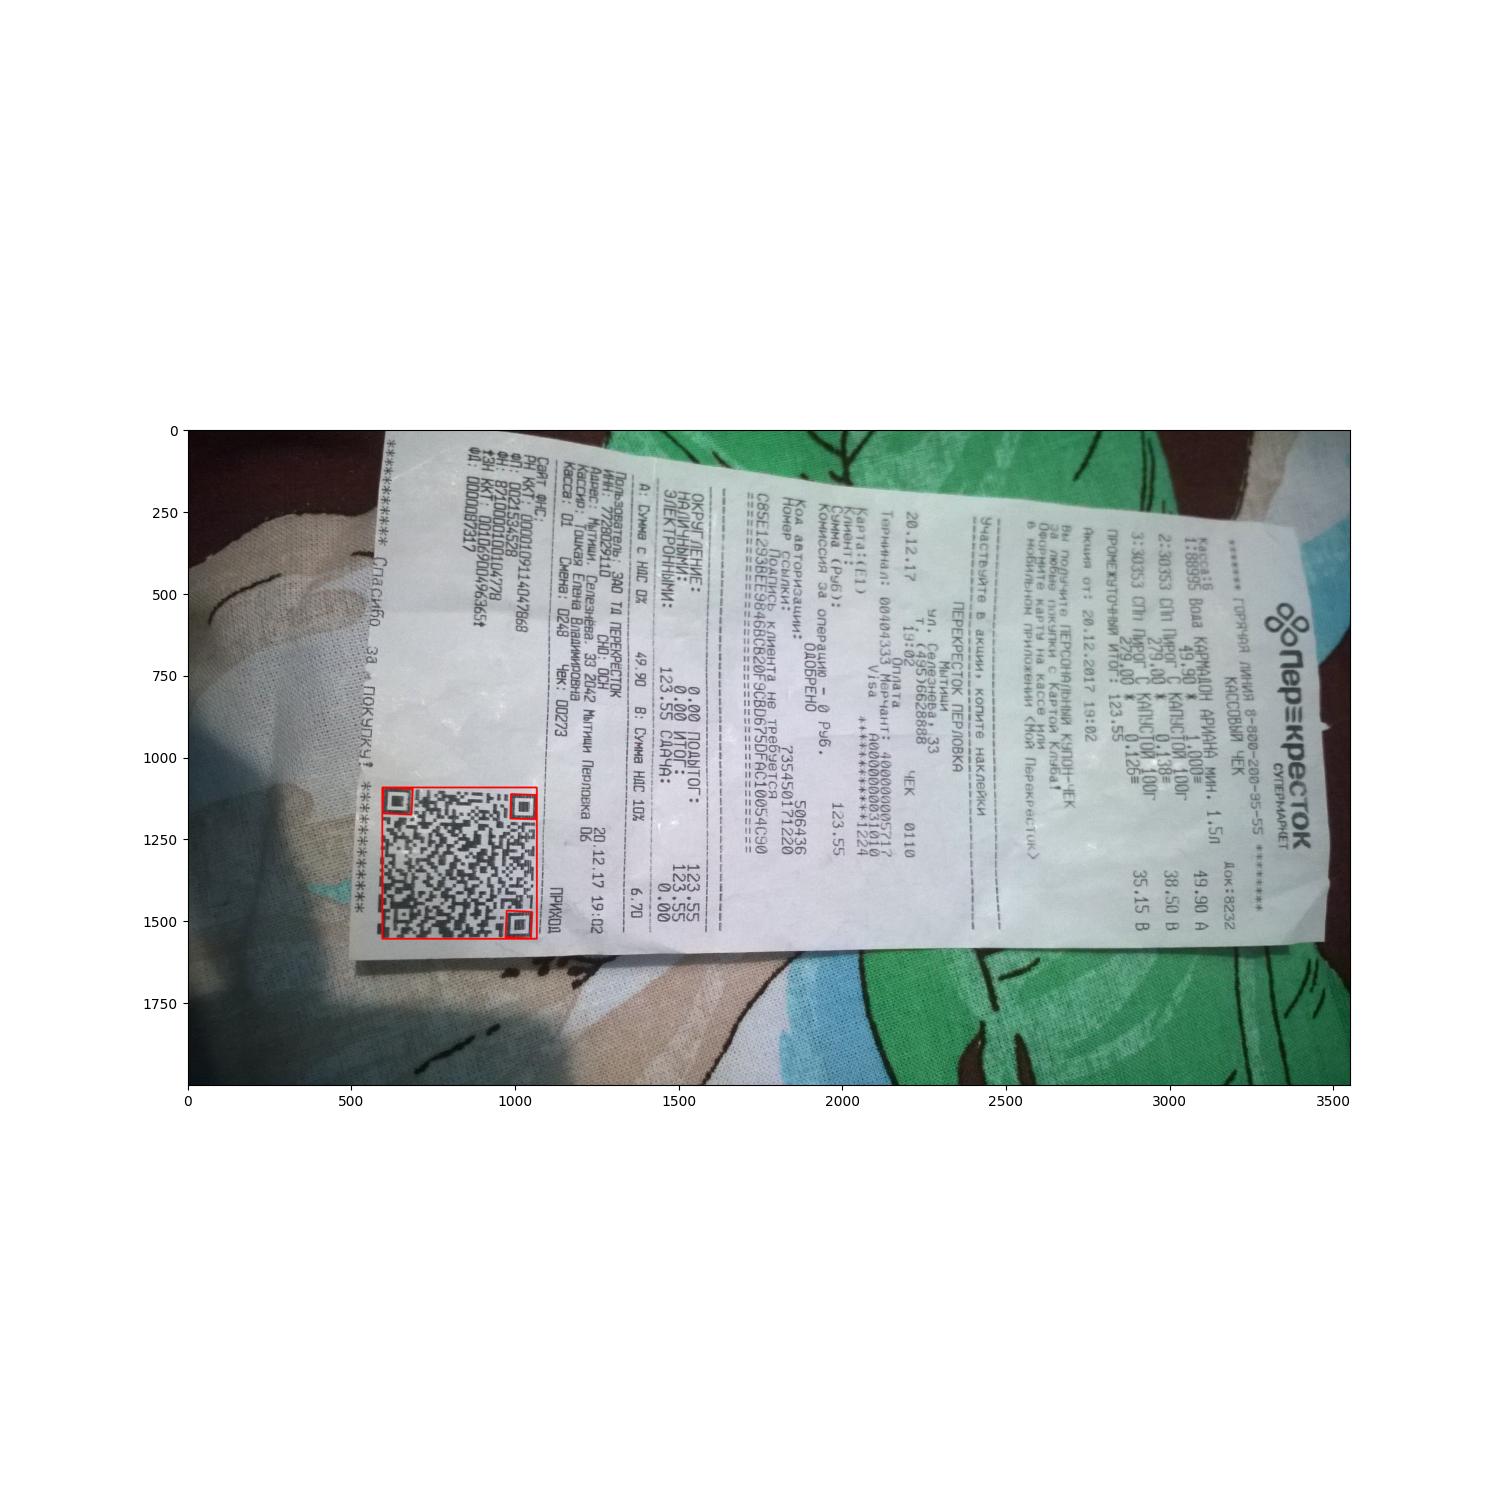 Пер≡кресток
СУПЕРМАРКЕТ
******* ГОРЯЧАЯ ЛИНИЯ 8-800-200-95-55 *******
КАССОВЫЙ ЧЕК
Касса:6 Док:8232
1:88995 Вода КАРМАДОН АРИАНА МИН. 1.5л
49.90 * 1.000= 49.90 А
2:30353 СПп ПИРОГ С КАПУСТОЙ 100г
279.00 * 0.138= 38.50 В
3:30353 СПп ПИРОГ С КАПУСТОЙ 100г
279.00 * 0.126= 35.15 В
ПРОМЕЖУТОЧНЫЙ ИТОГ: 123.55
Акция от: 20.12.2017 19:02
Вы получите ПЕРСОНАЛЬНЫЙ КУПОН-ЧЕК
за любые покупки с Картой Клуба!
Оформите карту на кассе или
в мобильном приложении <Мой Перекресток>
Участвуйте в акции, копите наклейки
ПЕРЕКРЕСТОК ПЕРЛОВКА
Мытищи
ул. Селезнева, 33
т. (495)6628888
20.12.17 19:02 ЧЕК 0110
Оплата
Терминал: 00404333 Мерчант: 400000005717
Visa A0000000031010
Карта:(E1) ************1224
Клиент:
Сумма (Руб): 123.55
Комиссия за операцию = 0 Руб.
ОДОБРЕНО
Код авторизации: 506436
Номер ссылки: 735450171220
Подпись клиента не требуется
C85E1293BEE9846BCB20F9CBD675DFAC10054C90
ОКРУГЛЕНИЕ: 0.00 ПОДЫТОГ: 123.55
НАЛИЧНЫМИ: 0.00 ИТОГ: 123.55
ЭЛЕКТРОННЫМИ: 123.55 СДАЧА: 0.00
А: Сумма с НДС 0% 49.90 В: Сумма НДС 10% 6.70
Пользователь: ЗАО ТД ПЕРЕКРЕСТОК
ИНН: 7728029110 СНО: ОСН
Адрес: Мытищи. Селезнёва. 33 2042 Мытищи Перловка 06
Кассир: Тошкая Елена Владимировна 20.12.17 19:02
Касса: 01 Смена: 0248 Чек: 00273
ПРИХОД
Сайт ФНС:
РН ККТ: 0000109114047868
ФП: 0021534528
ФН: 8710000100104778
ЗН ККТ: 00106900496365
ФД: 0000087317
************ Спасибо за покупку! ************
0
250
500
750
1000
1250
1500
1750
0 500 1000 1500 2000 2500 3000 3500